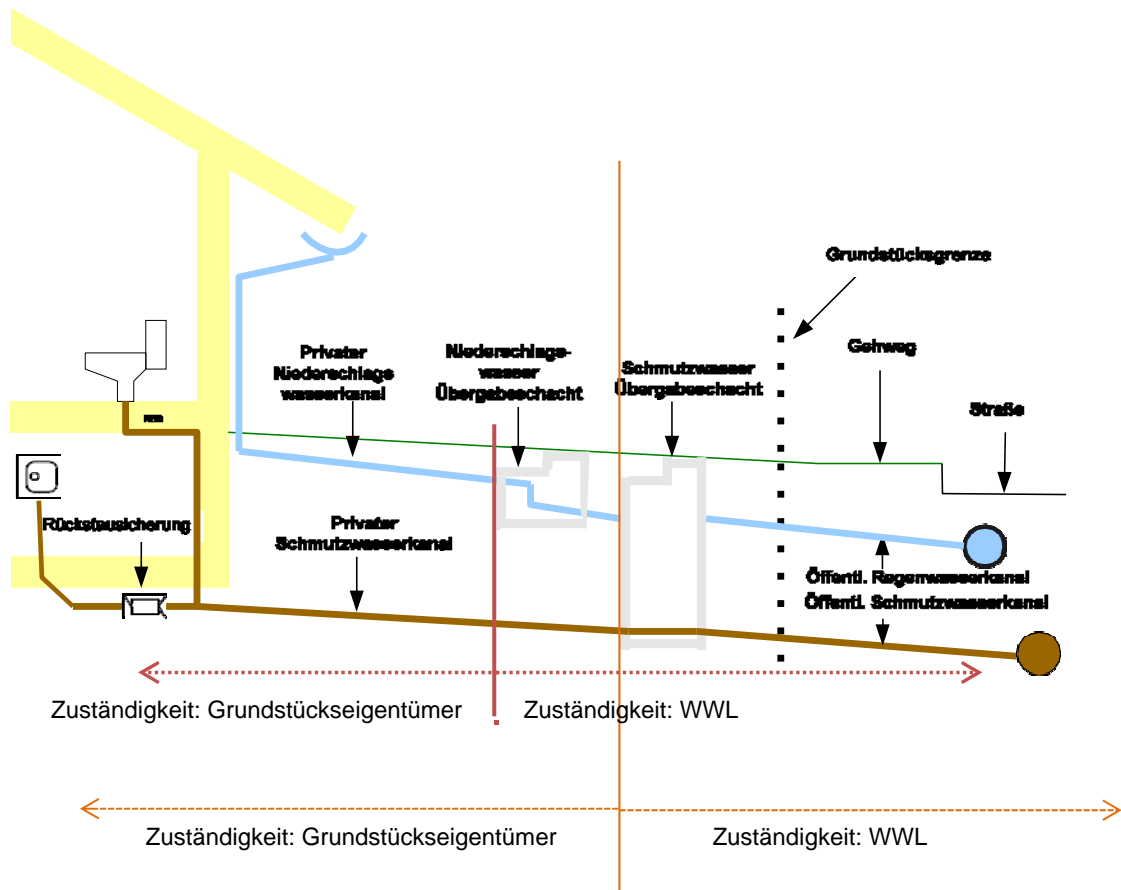 Grundstücksgrenze
Privater
Niederschlags
wasserkanal
Niederschlags-
wasser
Übergabeschacht
Schmutzwasser
Übergabeschacht
Gehweg
Straße
Rückstausicherung
Privater
Schmutzwasserkanal
Öffentl. Regenwasserkanal
Öffentl. Schmutzwasserkanal
Zuständigkeit: Grundstückseigentümer
Zuständigkeit: WWL
Zuständigkeit: Grundstückseigentümer
Zuständigkeit: WWL